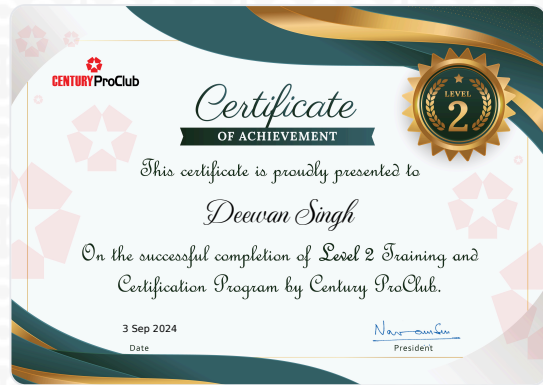 CENTURY ProClub
LEVEL
2
Certificate
OF ACHIEVEMENT
This certificate is proudly presented to
Deewan Singh
On the successful completion of Level 2 Training and
Certification Program by Century ProClub.
3 Sep 2024
Date
President